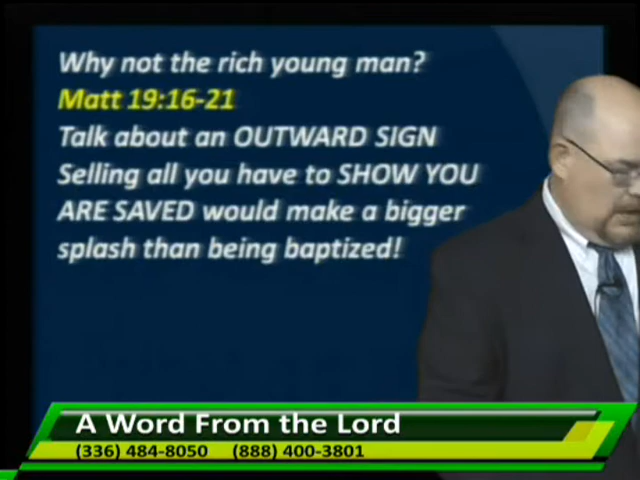 Why not the rich young man?
Matt 19:16-21
Talk about an OUTWARD SIGN
Selling all you have to SHOW YOU
ARE SAVED would make a bigger
splash than being baptized!
A Word From the Lord
(336) 484-8050 (888) 400-3801